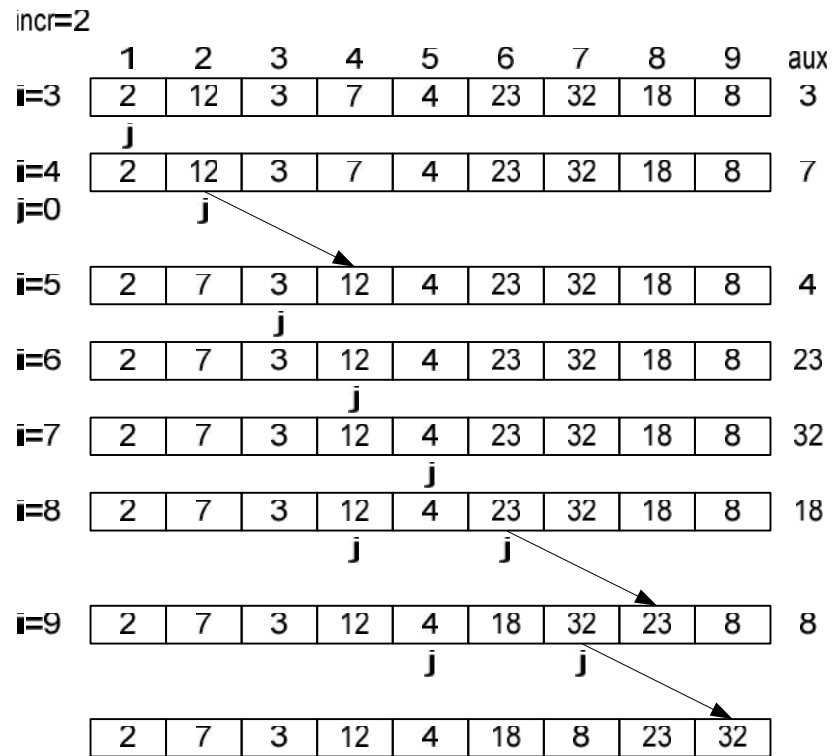 incr=2
1 2 3 4 5 6 7 8 9 aux
i=3 2 12 3 7 4 23 32 18 8 3
j
i=4 2 12 3 7 4 23 32 18 8 7
j=0 j
i=5 2 7 3 12 4 23 32 18 8 4
j
i=6 2 7 3 12 4 23 32 18 8 23
j
i=7 2 7 3 12 4 23 32 18 8 32
j
i=8 2 7 3 12 4 23 32 18 8 18
j j
i=9 2 7 3 12 4 18 32 23 8 8
j j
2 7 3 12 4 18 8 23 32